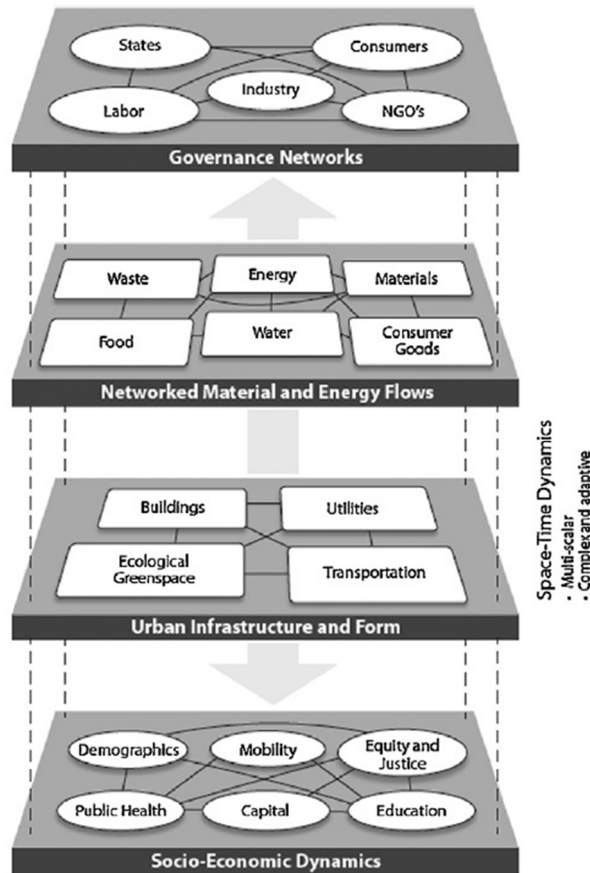 States
Consumers
Industry
Labor
NGO's
Governance Networks
Waste
Energy
Materials
Food
Water
Consumer
Goods
Networked Material and Energy Flows
Buildings
Utilities
Ecological
Greenspace
Transportation
Urban Infrastructure and Form
Demographics
Mobility
Equity and
Justice
Public Health
Capital
Education
Socio-Economic Dynamics
Space-Time Dynamics
· Multi-scalar
· Complex and adaptive